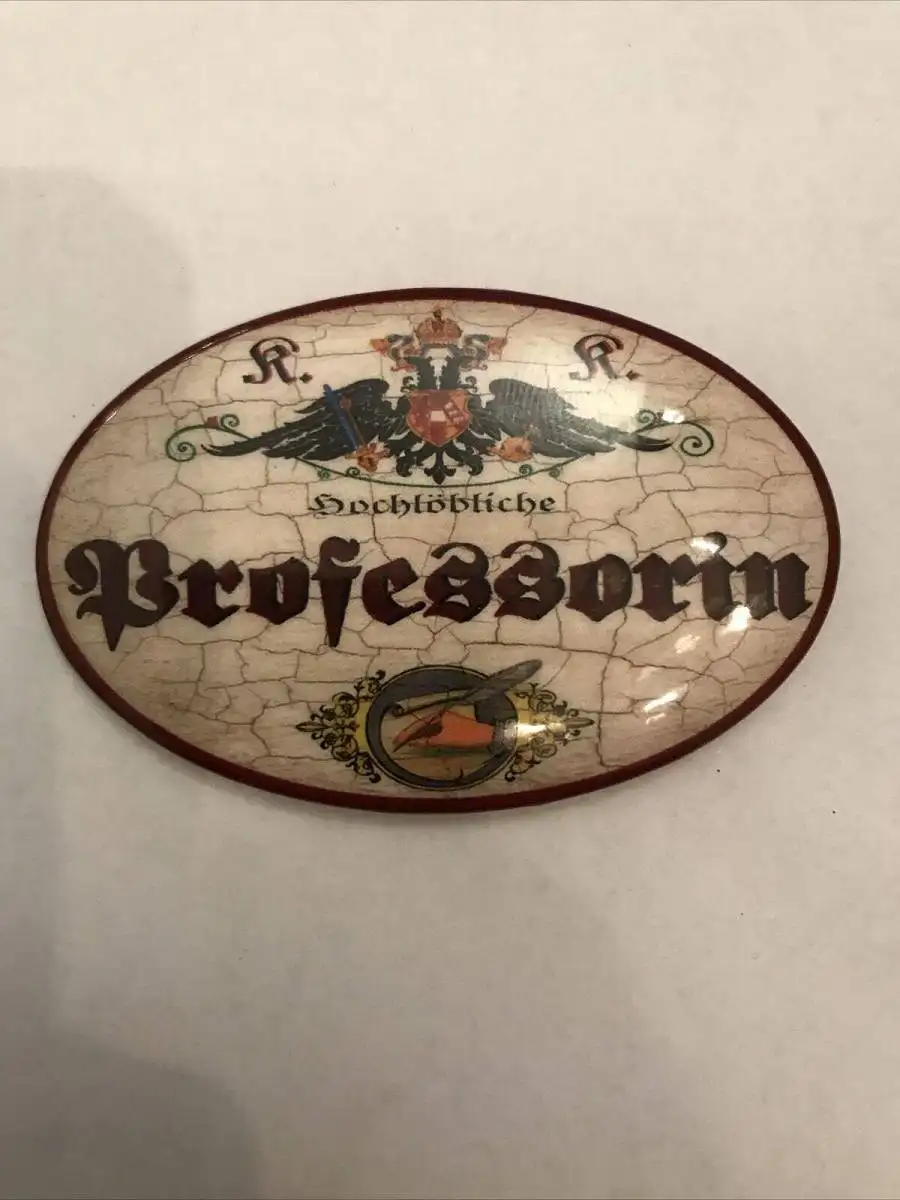 K. K.
Hochlöbliche
Professorin